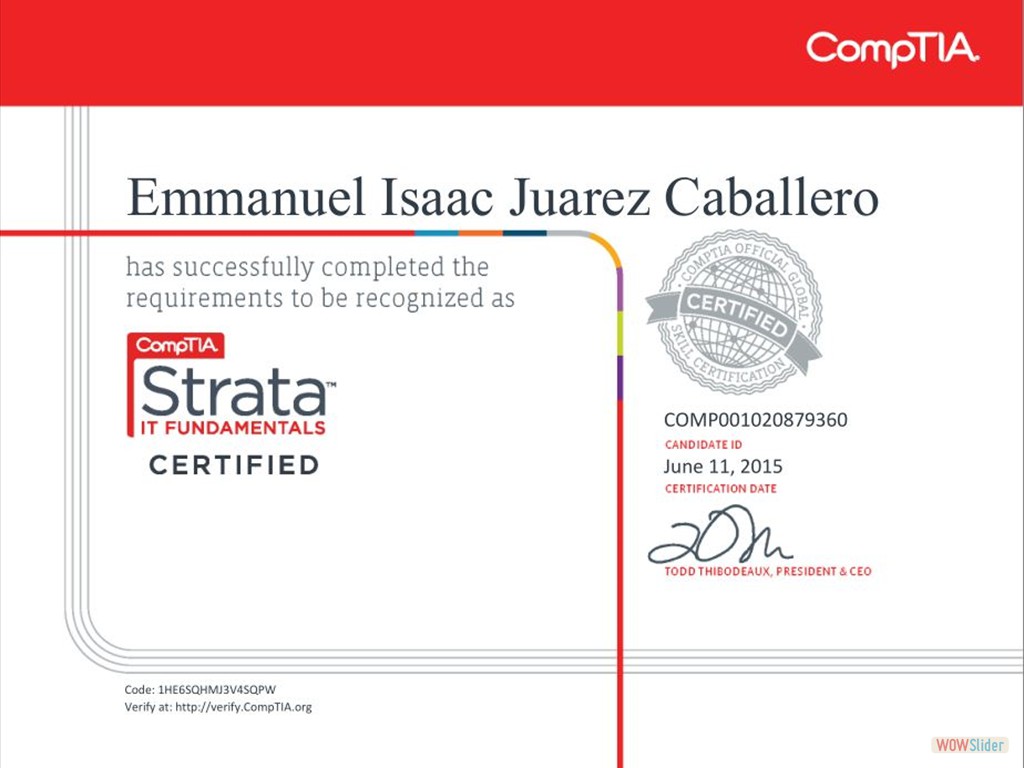 CompTIA.
Emmanuel Isaac Juarez Caballero
has successfully completed the
requirements to be recognized as
CompTIA.
Strata™
IT FUNDAMENTALS
CERTIFIED
COMPTIA OFFICIAL GLOBAL
CERTIFIED
SKILL CERTIFICATION
COMP001020879360
CANDIDATE ID
June 11, 2015
CERTIFICATION DATE
TODD THIBODEAUX, PRESIDENT & CEO
Code: 1HE6SQHMJ3V4SQPW
Verify at: http://verify.CompTIA.org
WOWSlider